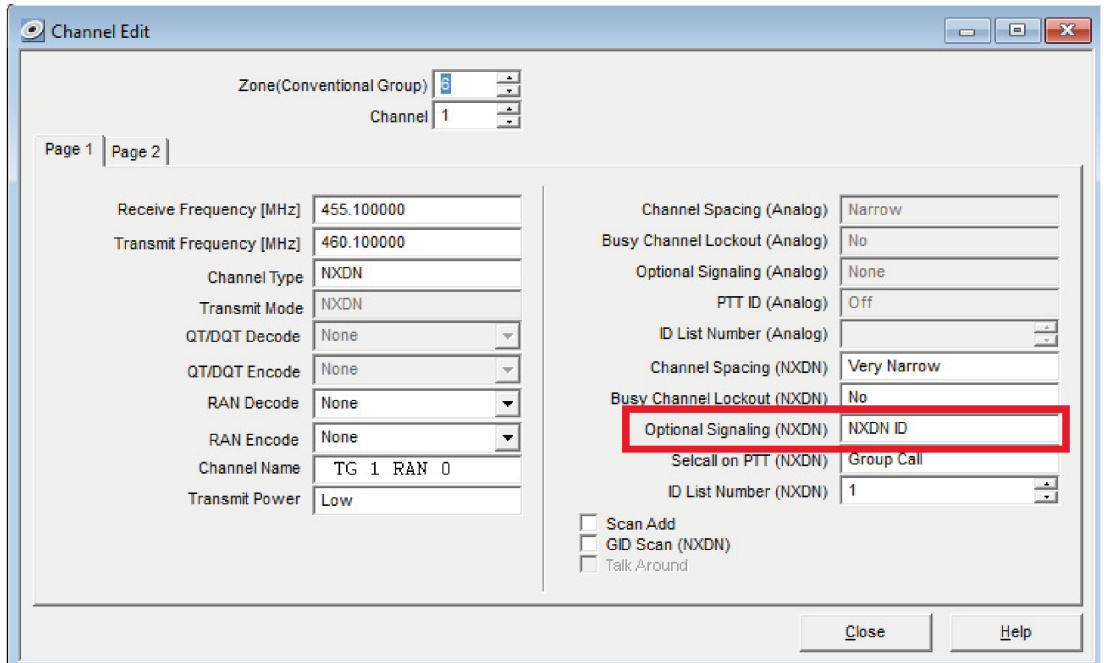 Channel Edit
Zone(Conventional Group) 6
Channel 1
Page 1 Page 2
Receive Frequency [MHz] 455.100000
Transmit Frequency [MHz] 460.100000
Channel Type NXDN
Transmit Mode NXDN
QT/DQT Decode None
QT/DQT Encode None
RAN Decode None
RAN Encode None
Channel Name TG 1 RAN 0
Transmit Power Low
Channel Spacing (Analog) Narrow
Busy Channel Lockout (Analog) No
Optional Signaling (Analog) None
PTT ID (Analog) Off
ID List Number (Analog)
Channel Spacing (NXDN) Very Narrow
Busy Channel Lockout (NXDN) No
Optional Signaling (NXDN) NXDN ID
Selcall on PTT (NXDN) Group Call
ID List Number (NXDN) 1
Scan Add
GID Scan (NXDN)
Talk Around
Close Help